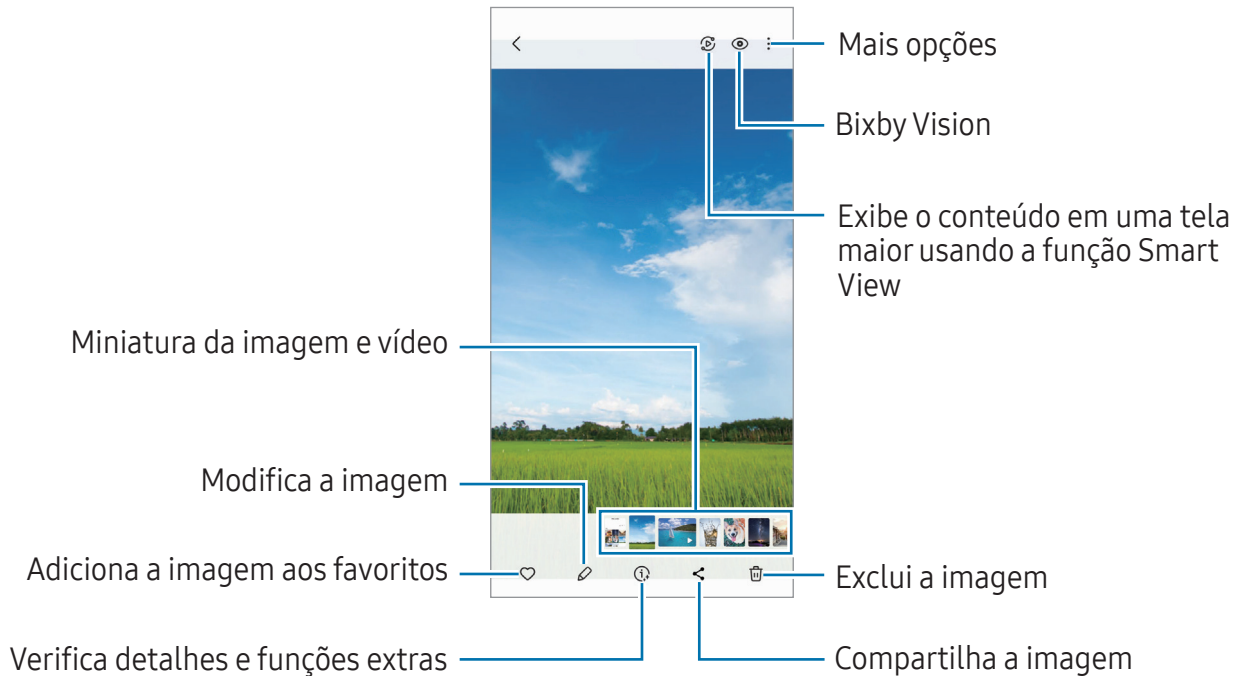 Mais opções
Bixby Vision
Exibe o conteúdo em uma tela
maior usando a função Smart
View
Miniatura da imagem e vídeo
Modifica a imagem
Adiciona a imagem aos favoritos
Exclui a imagem
Verifica detalhes e funções extras
Compartilha a imagem